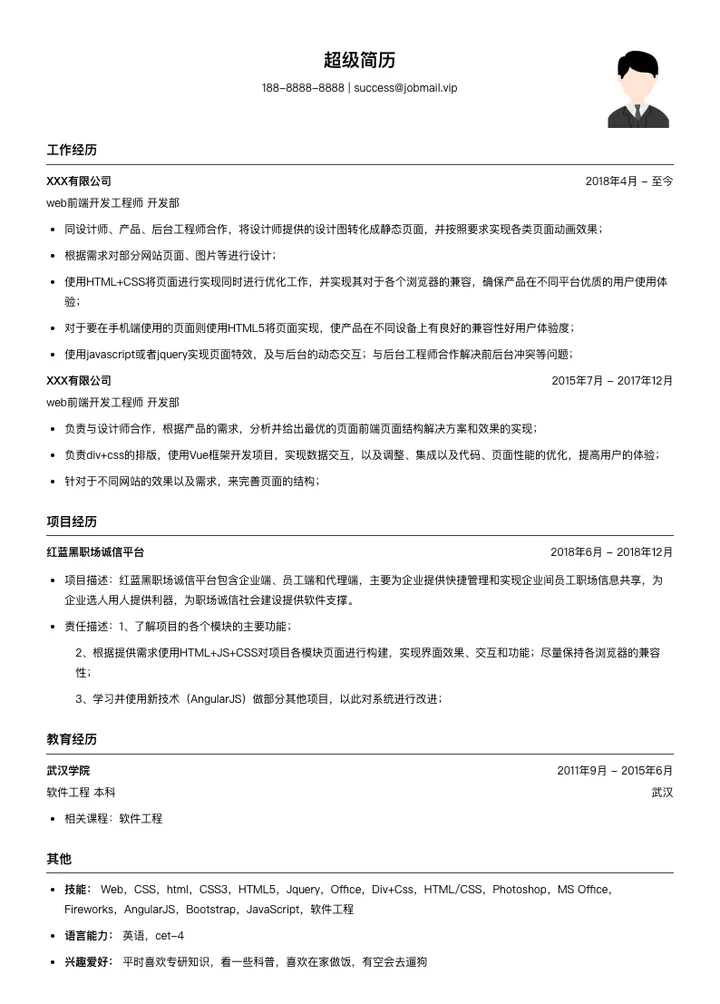 超级简历
188-8888-8888 | success@jobmail.vip
工作经历
XXX有限公司 2018年4月 – 至今
web前端开发工程师 开发部
• 同设计师、产品、后台工程师合作，将设计师提供的设计图转化成静态页面，并按照要求实现各类页面动画效果；
• 根据需求对部分网站页面、图片等进行设计；
• 使用HTML+CSS将页面进行实现同时进行优化工作，并实现其对于各个浏览器的兼容，确保产品在不同平台优质的用户使用体
验；
• 对于要在手机端使用的页面则使用HTML5将页面实现，使产品在不同设备上有良好的兼容性好用户体验度；
• 使用javascript或者jquery实现页面特效，及与后台的动态交互；与后台工程师合作解决前后台冲突等问题；
XXX有限公司 2015年7月 – 2017年12月
web前端开发工程师 开发部
• 负责与设计师合作，根据产品的需求，分析并给出最优的页面前端页面结构解决方案和效果的实现；
• 负责div+css的排版，使用Vue框架开发项目，实现数据交互，以及调整、集成以及代码、页面性能的优化，提高用户的体验；
• 针对于不同网站的效果以及需求，来完善页面的结构；
项目经历
红蓝黑职场诚信平台 2018年6月 – 2018年12月
• 项目描述：红蓝黑职场诚信平台包含企业端、员工端和代理端，主要为企业提供快捷管理和实现企业间员工职场信息共享，为
企业选人用人提供利器，为职场诚信社会建设提供软件支撑。
• 责任描述：1、了解项目的各个模块的主要功能；
2、根据提供需求使用HTML+JS+CSS对项目各模块页面进行构建，实现界面效果、交互和功能；尽量保持各浏览器的兼容
性；
3、学习并使用新技术（AngularJS）做部分其他项目，以此对系统进行改进；
教育经历
武汉学院 2011年9月 – 2015年6月
软件工程 本科 武汉
• 相关课程：软件工程
其他
• 技能： Web，CSS，html，CSS3，HTML5，Jquery，Office，Div+Css，HTML/CSS，Photoshop，MS Office，
Fireworks，AngularJS，Bootstrap，JavaScript，软件工程
• 语言能力： 英语，cet-4
• 兴趣爱好： 平时喜欢专研知识，看一些科普，喜欢在家做饭，有空会去遛狗